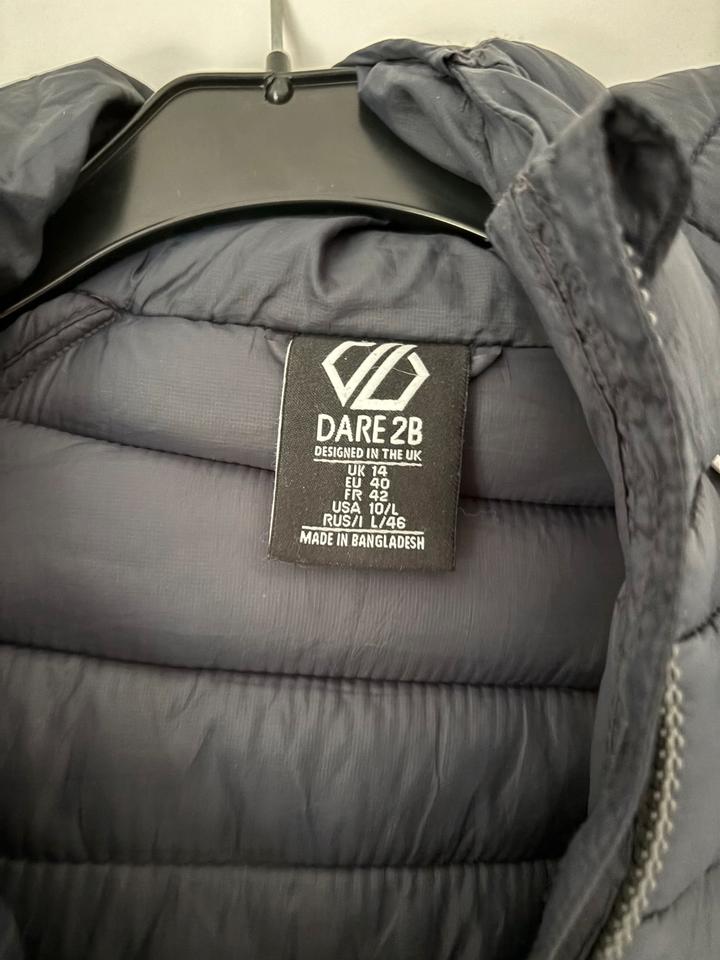 DARE 2B
DESIGNED IN THE UK
UK 14
EU 40
FR 42
USA 10/L
RUS/I L/46
MADE IN BANGLADESH